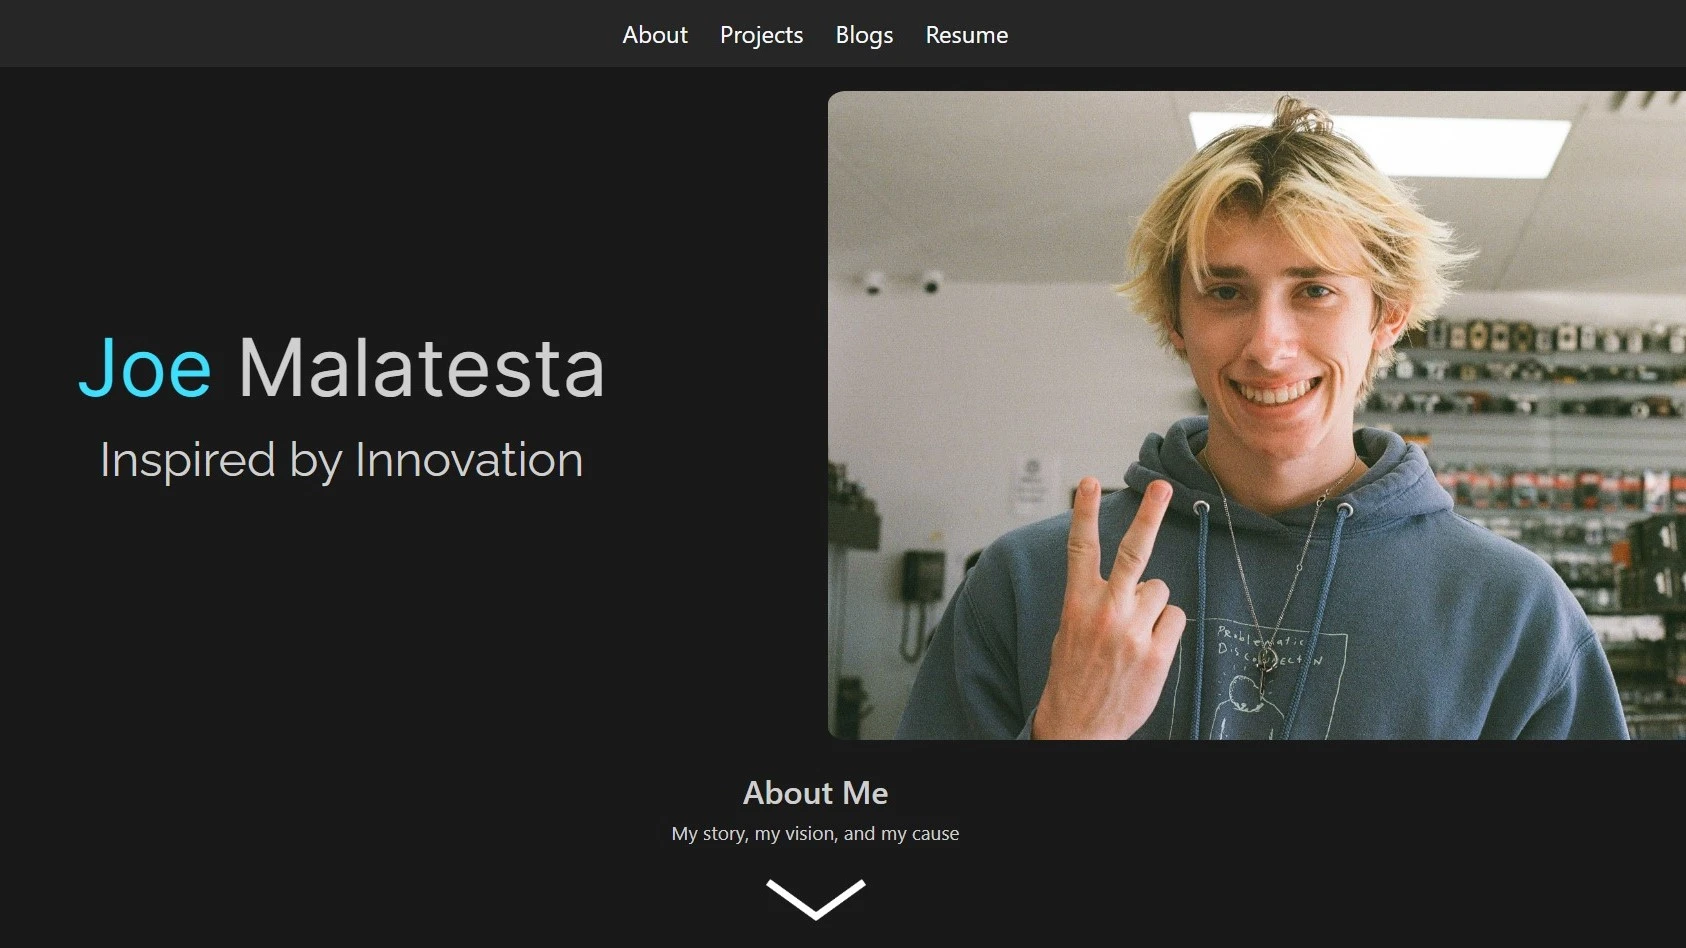 About Projects Blogs Resume
Joe Malatesta
Inspired by Innovation
Problematic
DiscoNNECTioN
About Me
My story, my vision, and my cause